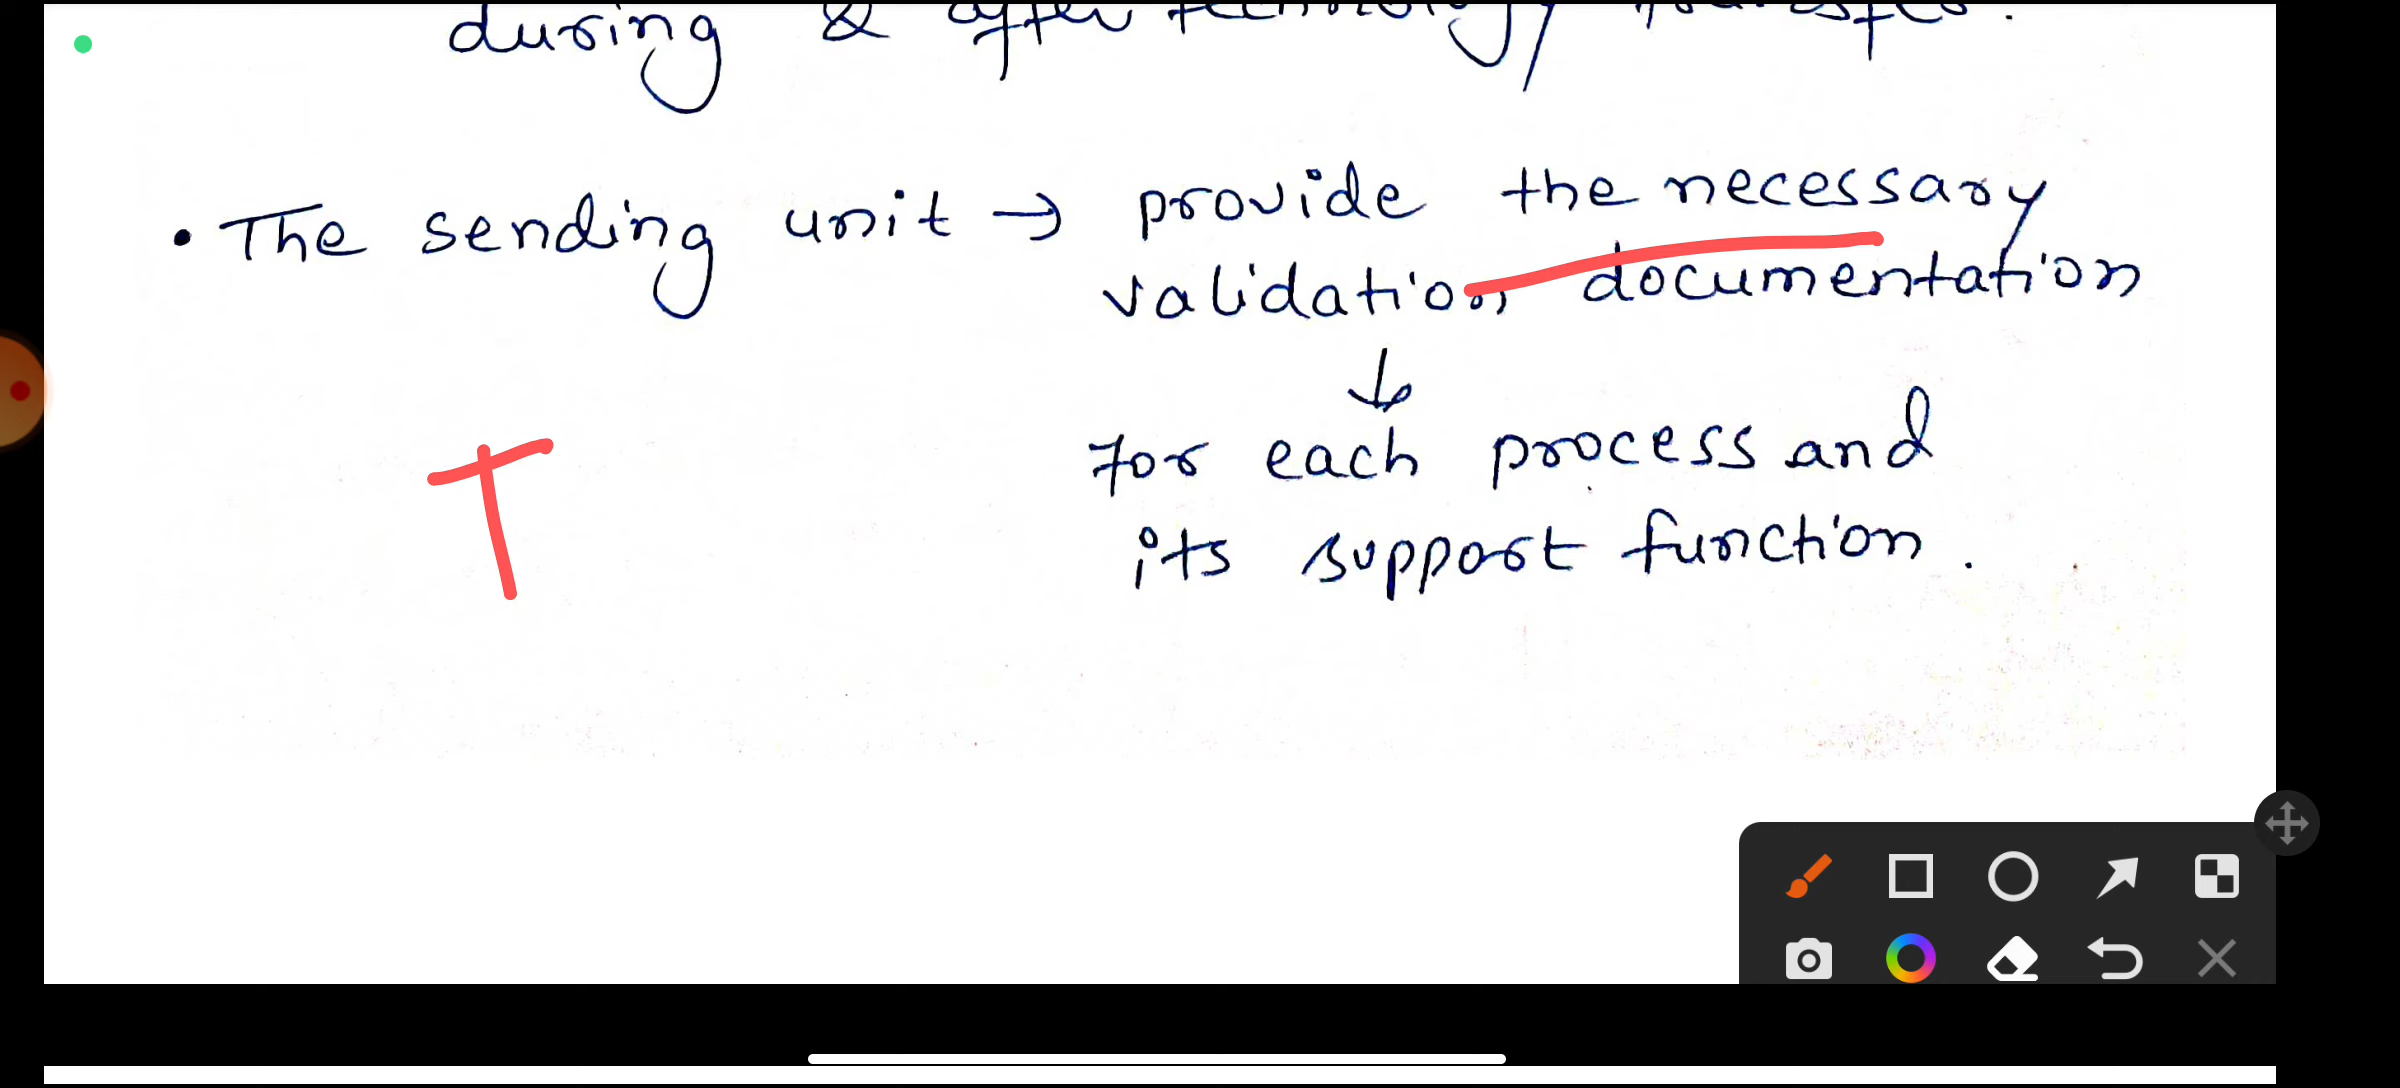 during & after technology transfer.
• The sending unit → provide the necessary
validation documentation
↓
for each process and
its support function.
T